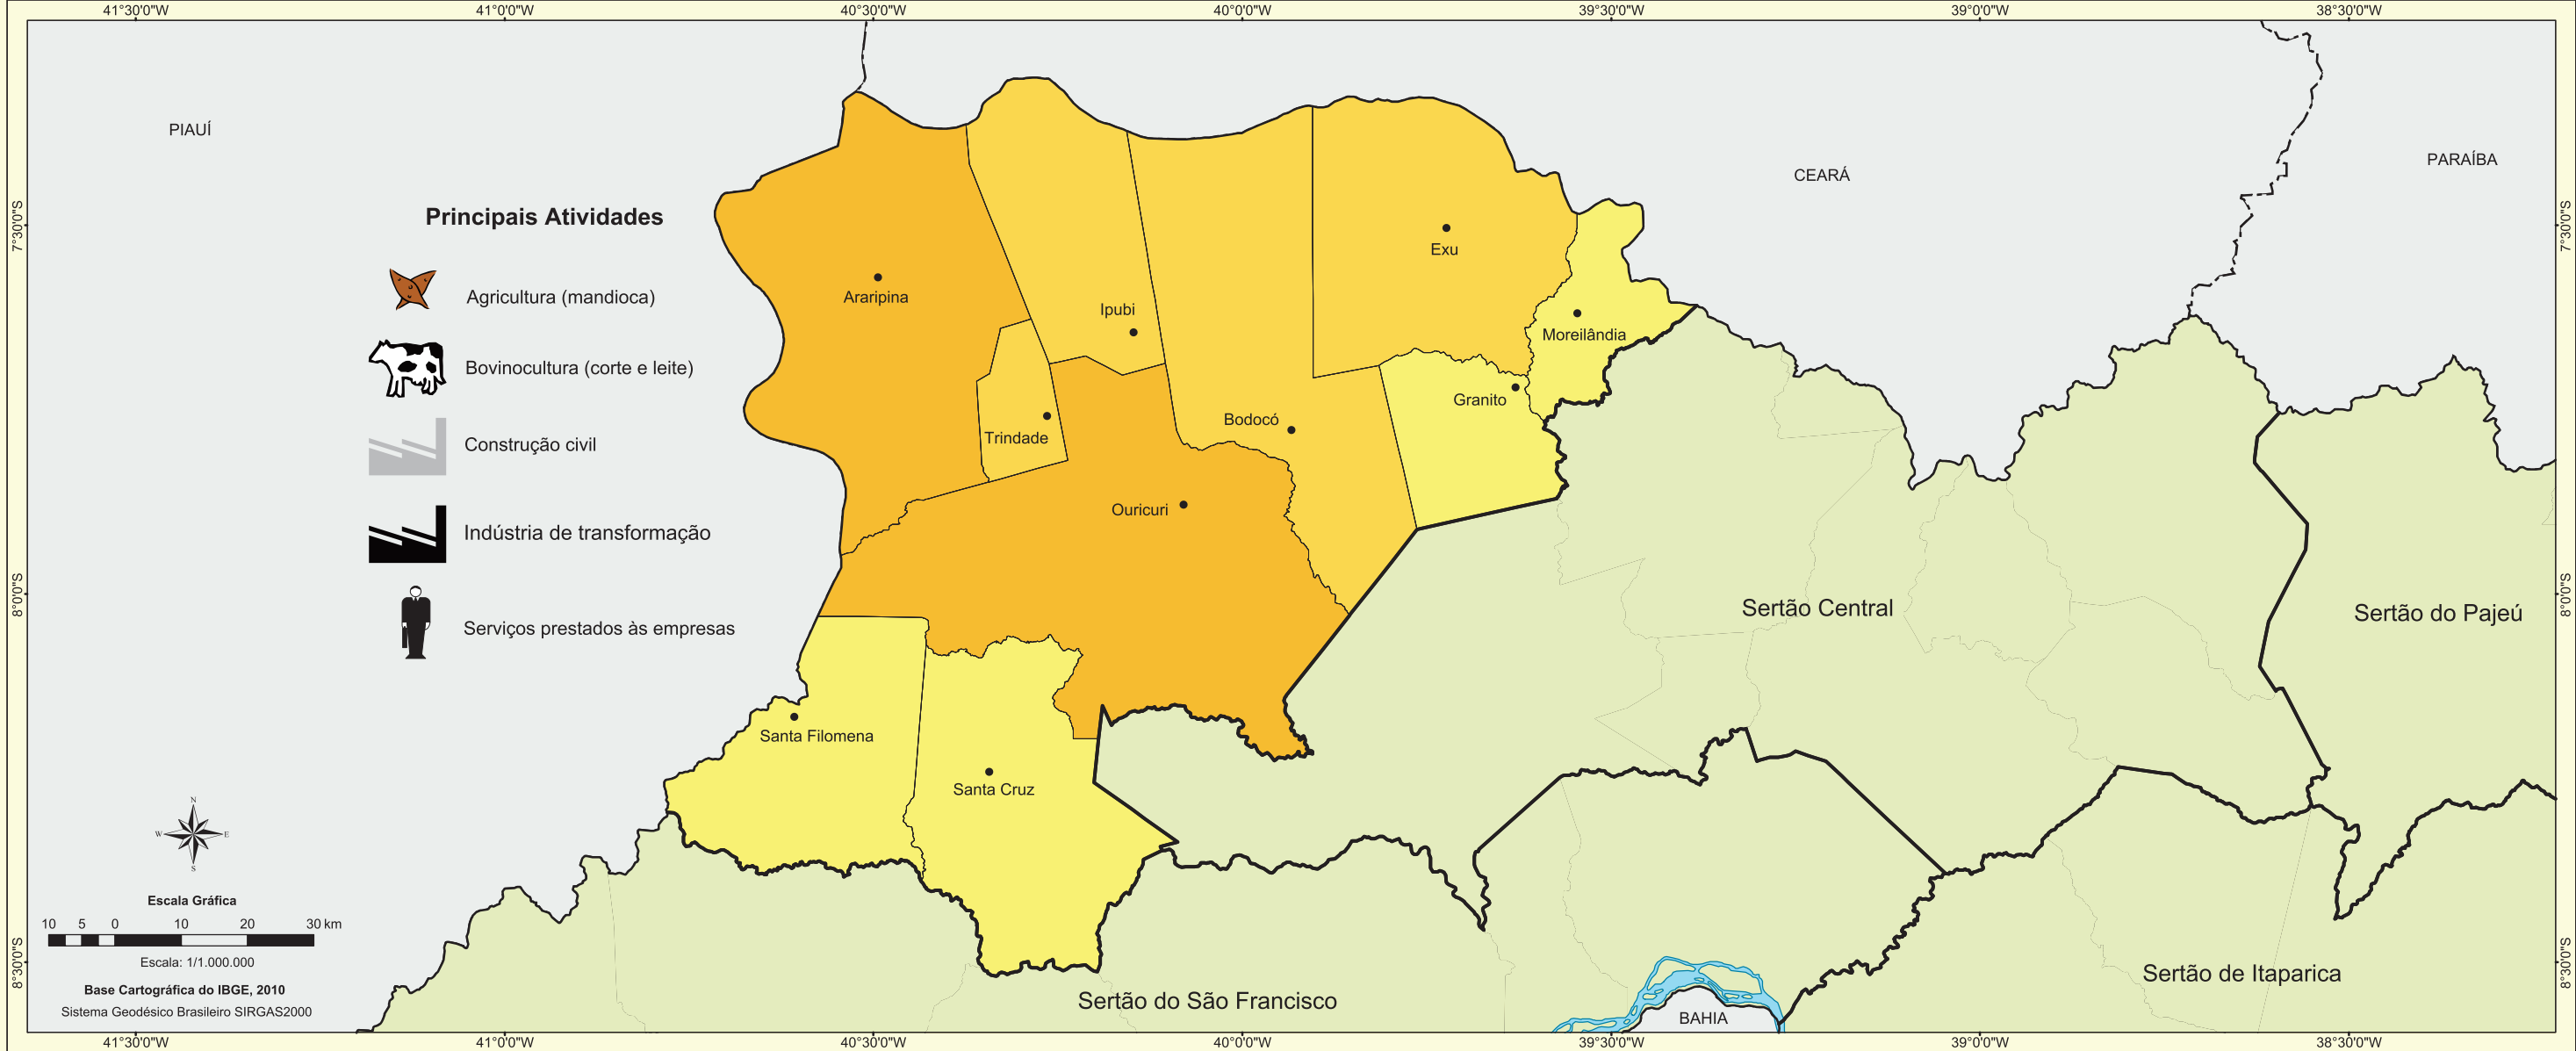 41°30'0"W
41°0'0"W
40°30'0"W
40°0'0"W
39°30'0"W
39°0'0"W
38°30'0"W
PIAUÍ
CEARÁ
PARAÍBA
7°30'0"S
7°30'0"S
Principais Atividades
Agricultura (mandioca)
Bovinocultura (corte e leite)
Construção civil
Indústria de transformação
Serviços prestados às empresas
Exu
Araripina
Ipubi
Moreilândia
Granito
Bodocó
Trindade
Ouricuri
8°0'0"S
8°0'0"S
Sertão Central
Sertão do Pajeú
Santa Filomena
Santa Cruz
N
W
E
S
Escala Gráfica
10 5 0 10 20 30 km
Escala: 1/1.000.000
Base Cartográfica do IBGE, 2010
Sistema Geodésico Brasileiro SIRGAS2000
8°30'0"S
8°30'0"S
Sertão de Itaparica
Sertão do São Francisco
BAHIA
41°30'0"W
41°0'0"W
40°30'0"W
40°0'0"W
39°30'0"W
39°0'0"W
38°30'0"W